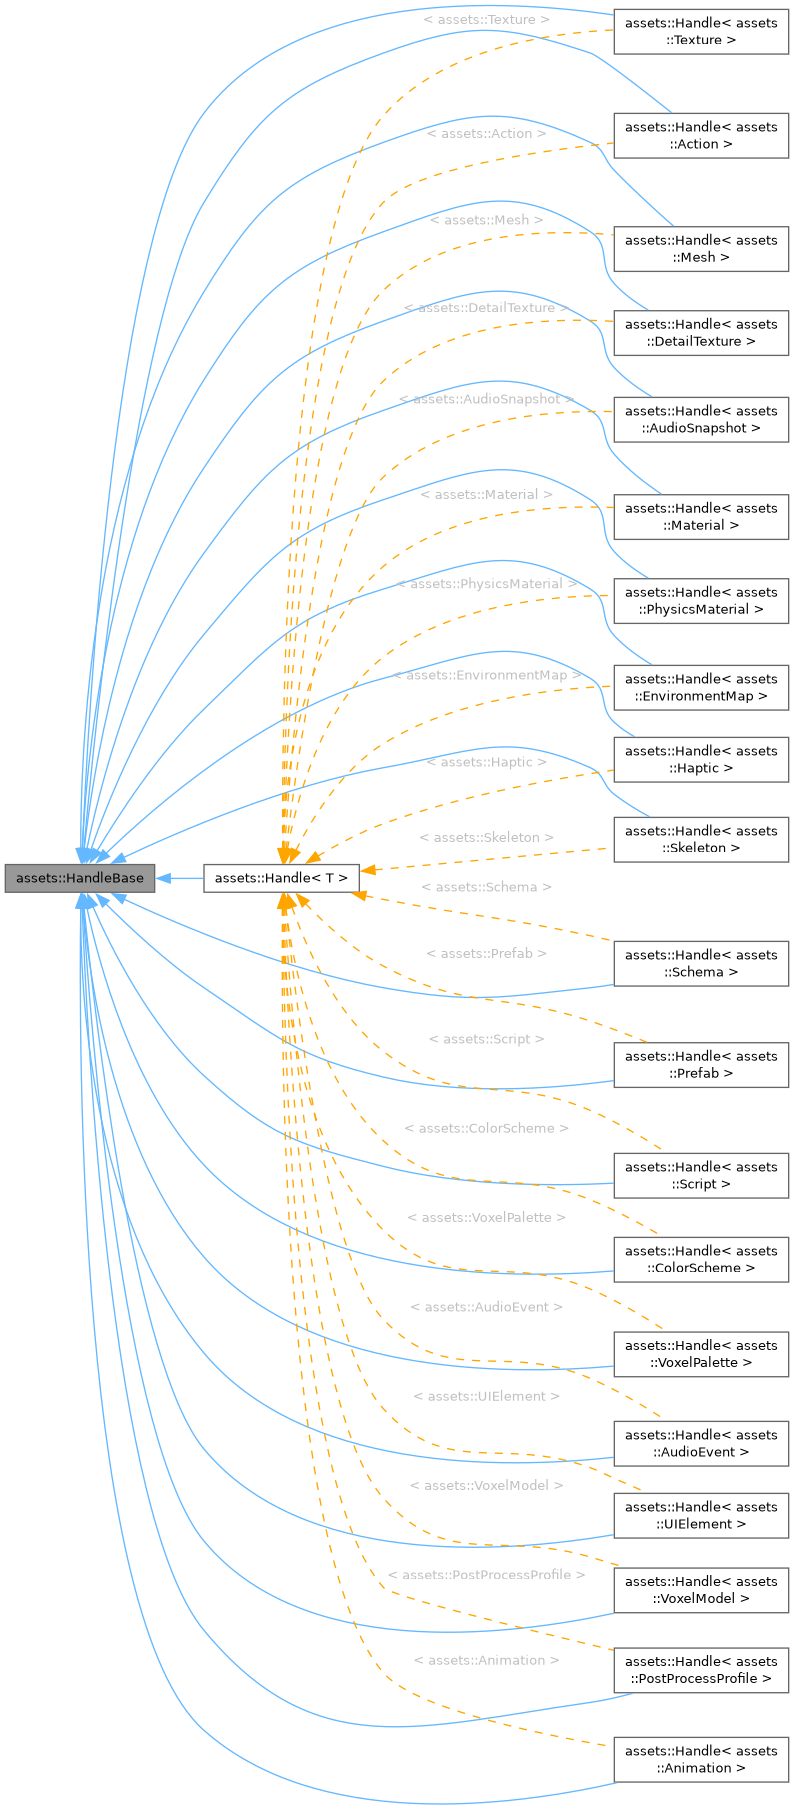 < assets::Texture >
assets::Handle< assets
::Texture >
< assets::Action >
assets::Handle< assets
::Action >
< assets::Mesh >
assets::Handle< assets
::Mesh >
< assets::DetailTexture >
assets::Handle< assets
::DetailTexture >
< assets::AudioSnapshot >
assets::Handle< assets
::AudioSnapshot >
< assets::Material >
assets::Handle< assets
::Material >
< assets::PhysicsMaterial >
assets::Handle< assets
::PhysicsMaterial >
< assets::EnvironmentMap >
assets::Handle< assets
::EnvironmentMap >
< assets::Haptic >
assets::Handle< assets
::Haptic >
< assets::Skeleton >
assets::Handle< assets
::Skeleton >
assets::HandleBase
assets::Handle< T >
< assets::Schema >
assets::Handle< assets
::Schema >
< assets::Prefab >
assets::Handle< assets
::Prefab >
< assets::Script >
assets::Handle< assets
::Script >
< assets::ColorScheme >
assets::Handle< assets
::ColorScheme >
< assets::VoxelPalette >
assets::Handle< assets
::VoxelPalette >
< assets::AudioEvent >
assets::Handle< assets
::AudioEvent >
< assets::UIElement >
assets::Handle< assets
::UIElement >
< assets::VoxelModel >
assets::Handle< assets
::VoxelModel >
< assets::PostProcessProfile >
assets::Handle< assets
::PostProcessProfile >
< assets::Animation >
assets::Handle< assets
::Animation >